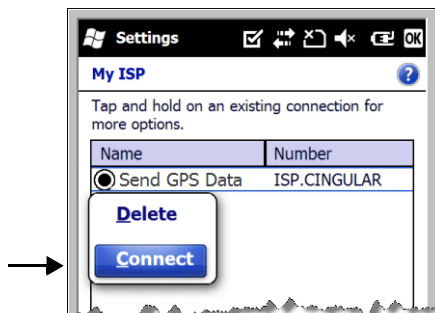 Settings OK
My ISP ?
Tap and hold on an existing connection for
more options.
Name Number
Send GPS Data ISP.CINGULAR
Delete
Connect